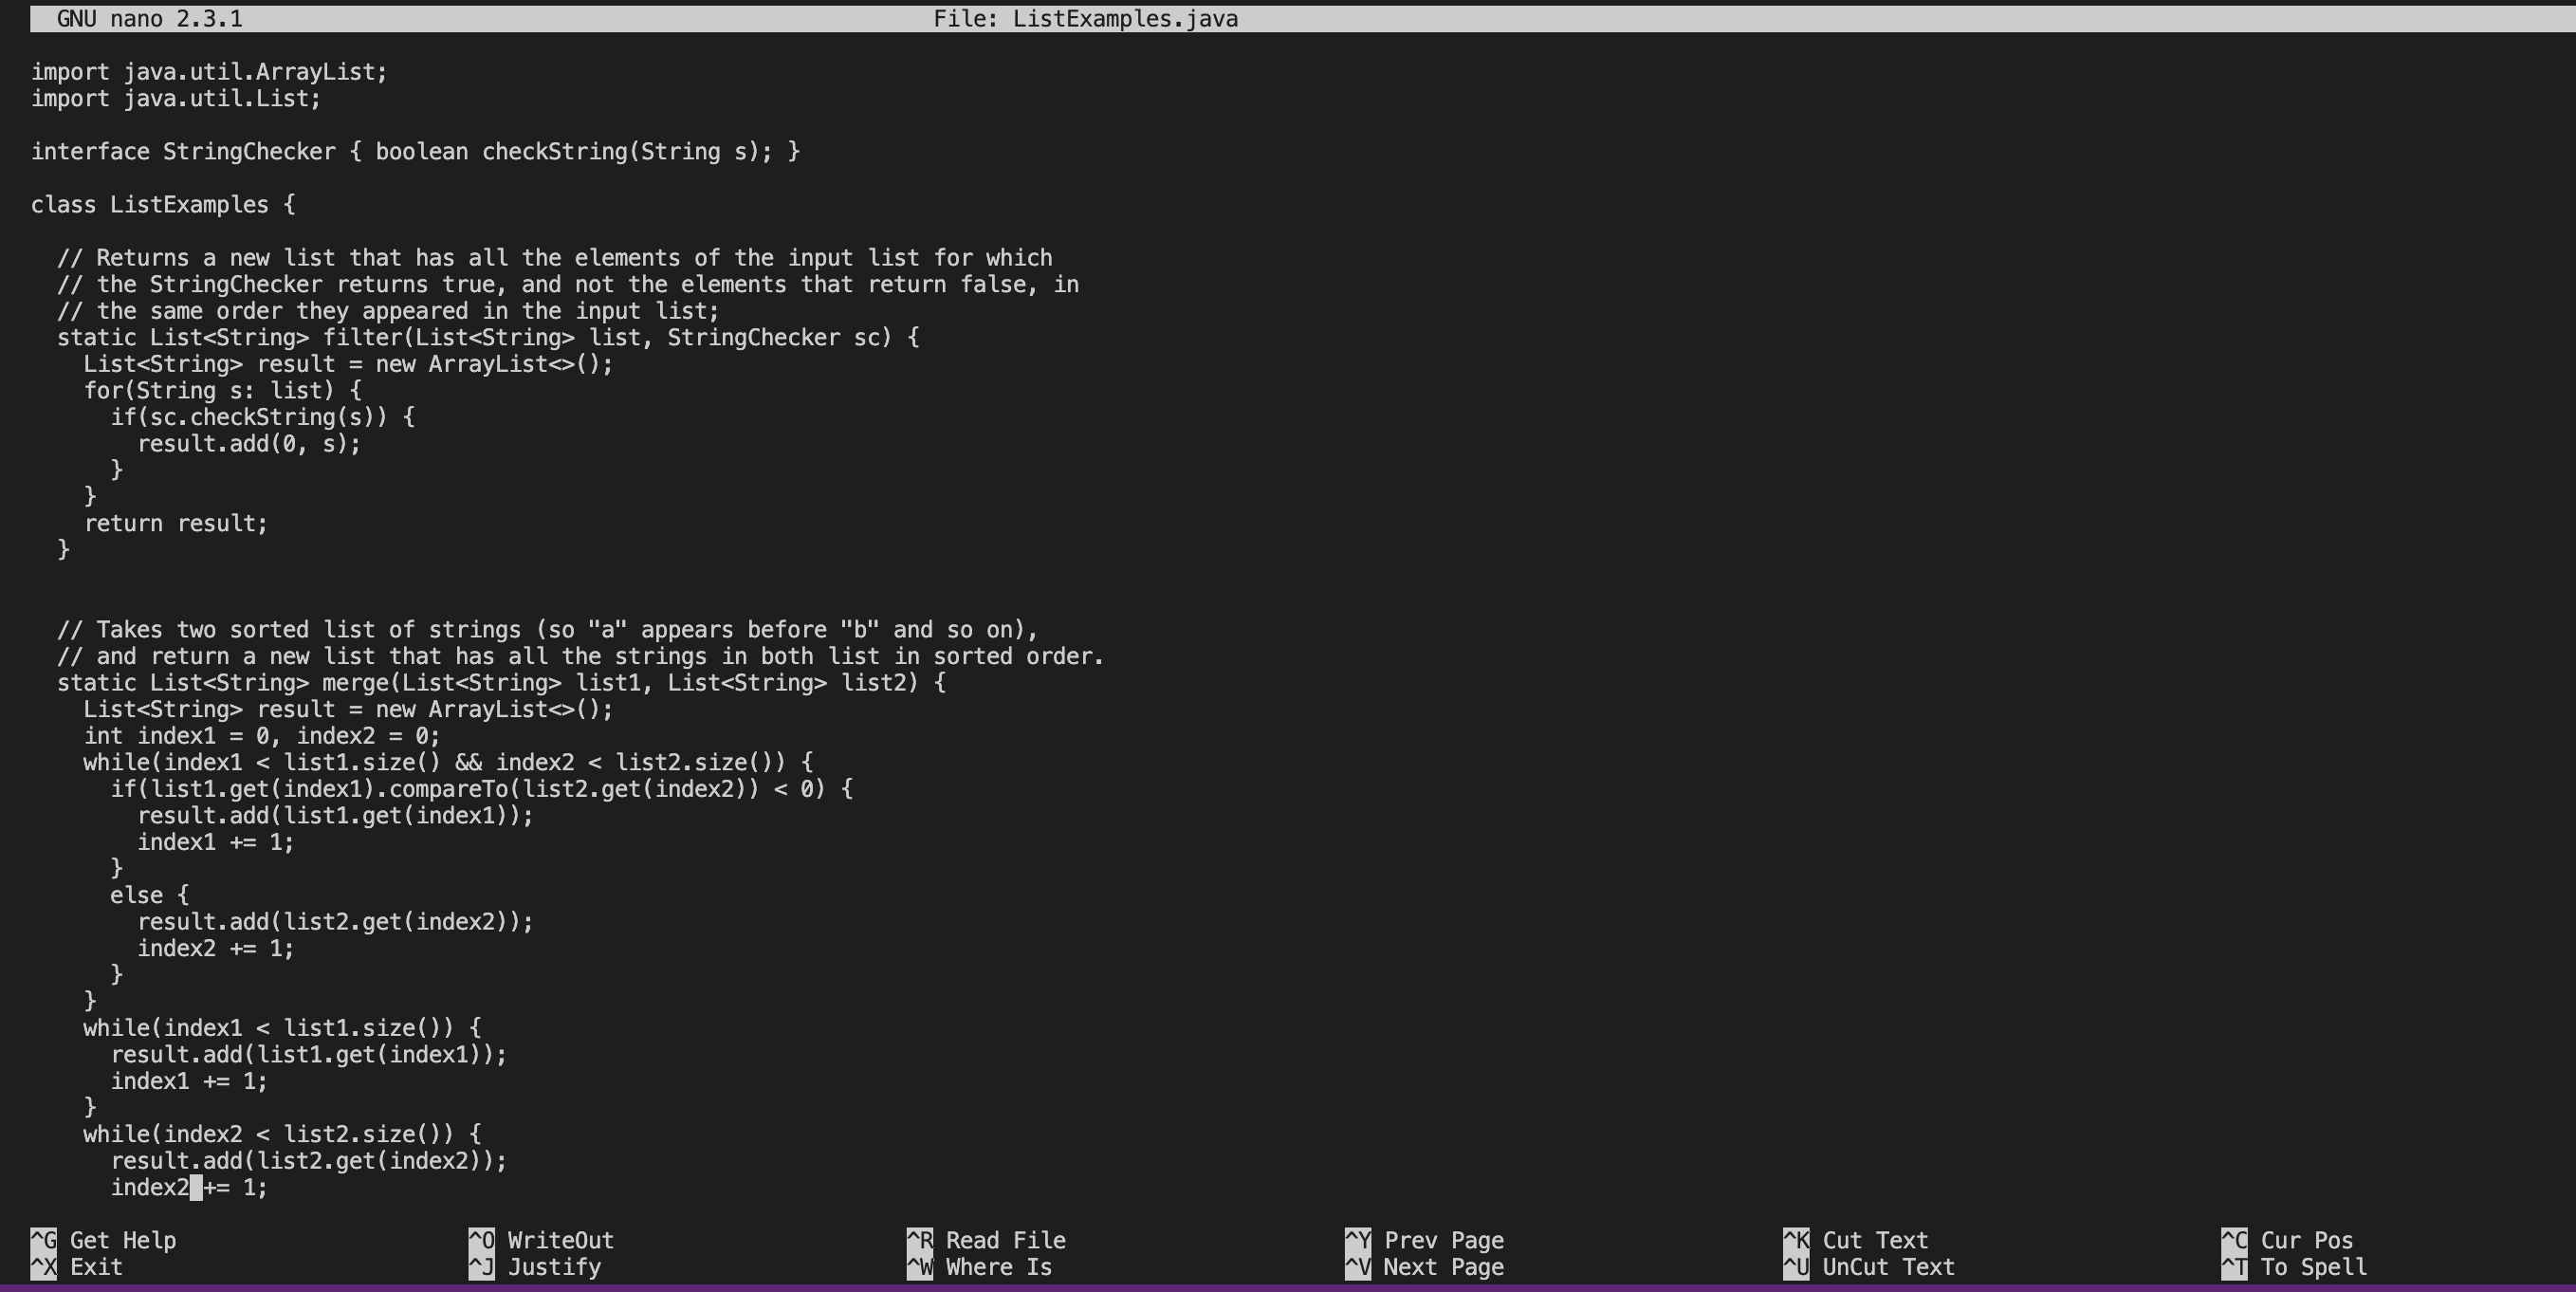 GNU nano 2.3.1 File: ListExamples.java
import java.util.ArrayList;
import java.util.List;
interface StringChecker { boolean checkString(String s); }
class ListExamples {
// Returns a new list that has all the elements of the input list for which
// the StringChecker returns true, and not the elements that return false, in
// the same order they appeared in the input list;
static List<String> filter(List<String> list, StringChecker sc) {
List<String> result = new ArrayList<>();
for(String s: list) {
if(sc.checkString(s)) {
result.add(0, s);
}
}
return result;
}
// Takes two sorted list of strings (so "a" appears before "b" and so on),
// and return a new list that has all the strings in both list in sorted order.
static List<String> merge(List<String> list1, List<String> list2) {
List<String> result = new ArrayList<>();
int index1 = 0, index2 = 0;
while(index1 < list1.size() && index2 < list2.size()) {
if(list1.get(index1).compareTo(list2.get(index2)) < 0) {
result.add(list1.get(index1));
index1 += 1;
}
else {
result.add(list2.get(index2));
index2 += 1;
}
}
while(index1 < list1.size()) {
result.add(list1.get(index1));
index1 += 1;
}
while(index2 < list2.size()) {
result.add(list2.get(index2));
index2 += 1;
^G Get Help ^O WriteOut ^R Read File ^Y Prev Page ^K Cut Text ^C Cur Pos
^X Exit ^J Justify ^W Where Is ^V Next Page ^U UnCut Text ^T To Spell